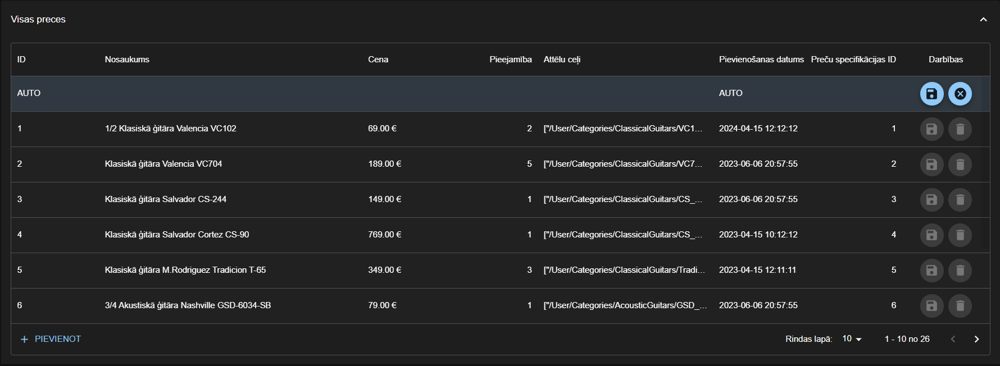 Visas preces
ID Nosaukums Cena Pieejamība Attēlu ceļi Pievienošanas datums Preču specifikācijas ID Darbības
AUTO AUTO
1 1/2 Klasiskā ģitāra Valencia VC102 69.00 € 2 ["/User/Categories/ClassicalGuitars/VC1... 2024-04-15 12:12:12 1
2 Klasiskā ģitāra Valencia VC704 189.00 € 5 ["/User/Categories/ClassicalGuitars/VC7... 2023-06-06 20:57:55 2
3 Klasiskā ģitāra Salvador CS-244 149.00 € 1 ["/User/Categories/ClassicalGuitars/CS_... 2023-06-06 20:57:55 3
4 Klasiskā ģitāra Salvador Cortez CS-90 769.00 € 1 ["/User/Categories/ClassicalGuitars/CS_... 2023-04-15 10:12:12 4
5 Klasiskā ģitāra M.Rodriguez Tradicion T-65 349.00 € 3 ["/User/Categories/ClassicalGuitars/Tradi... 2023-04-15 12:11:11 5
6 3/4 Akustiskā ģitāra Nashville GSD-6034-SB 79.00 € 1 ["/User/Categories/AcousticGuitars/GSD_... 2023-06-06 20:57:55 6
+ PIEVIENOT Rindas lapā: 10 1 - 10 no 26